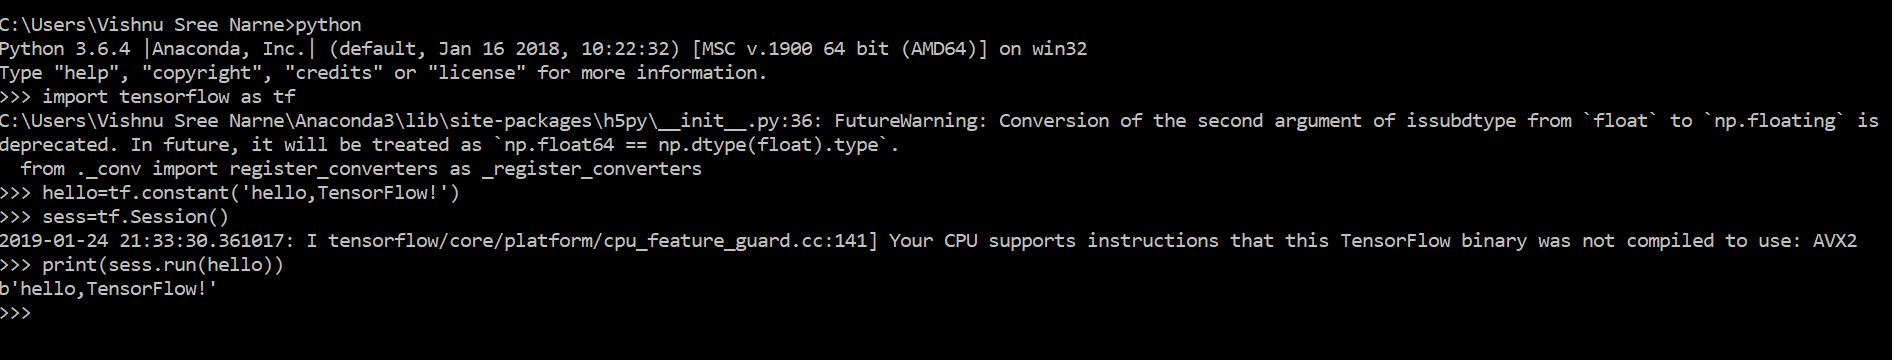 C:\Users\Vishnu Sree Narne>python
Python 3.6.4 |Anaconda, Inc.| (default, Jan 16 2018, 10:22:32) [MSC v.1900 64 bit (AMD64)] on win32
Type "help", "copyright", "credits" or "license" for more information.
>>> import tensorflow as tf
C:\Users\Vishnu Sree Narne\Anaconda3\lib\site-packages\h5py\__init__.py:36: FutureWarning: Conversion of the second argument of issubdtype from `float` to `np.floating` is
deprecated. In future, it will be treated as `np.float64 == np.dtype(float).type`.
  from ._conv import register_converters as _register_converters
>>> hello=tf.constant('hello,TensorFlow!')
>>> sess=tf.Session()
2019-01-24 21:33:30.361017: I tensorflow/core/platform/cpu_feature_guard.cc:141] Your CPU supports instructions that this TensorFlow binary was not compiled to use: AVX2
>>> print(sess.run(hello))
b'hello,TensorFlow!'
>>>